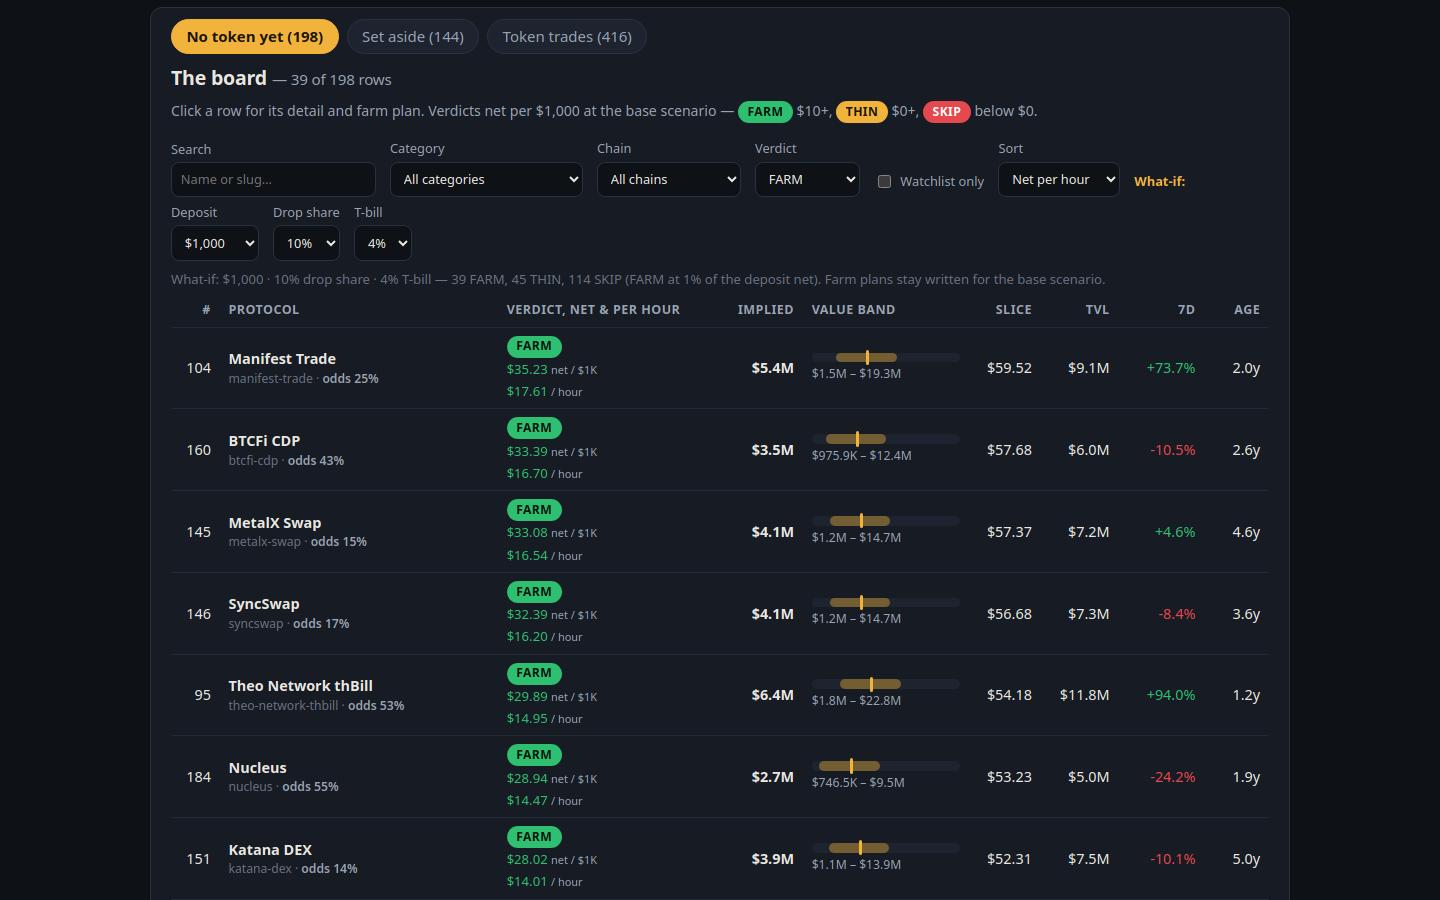 No token yet (198) Set aside (144) Token trades (416)
The board — 39 of 198 rows
Click a row for its detail and farm plan. Verdicts net per $1,000 at the base scenario — FARM $10+, THIN $0+, SKIP below $0.
Search Category Chain Verdict Sort
Name or slug... All categories All chains FARM Watchlist only Net per hour What-if:
Deposit Drop share T-bill
$1,000 10% 4%
What-if: $1,000 · 10% drop share · 4% T-bill — 39 FARM, 45 THIN, 114 SKIP (FARM at 1% of the deposit net). Farm plans stay written for the base scenario.
# PROTOCOL VERDICT, NET & PER HOUR IMPLIED VALUE BAND SLICE TVL 7D AGE
FARM
104 Manifest Trade $35.23 net / $1K $5.4M $1.5M – $19.3M $59.52 $9.1M +73.7% 2.0y
manifest-trade · odds 25% $17.61 / hour
FARM
160 BTCFi CDP $33.39 net / $1K $3.5M $975.9K – $12.4M $57.68 $6.0M -10.5% 2.6y
btcfi-cdp · odds 43% $16.70 / hour
FARM
145 MetalX Swap $33.08 net / $1K $4.1M $1.2M – $14.7M $57.37 $7.2M +4.6% 4.6y
metalx-swap · odds 15% $16.54 / hour
FARM
146 SyncSwap $32.39 net / $1K $4.1M $1.2M – $14.7M $56.68 $7.3M -8.4% 3.6y
syncswap · odds 17% $16.20 / hour
FARM
95 Theo Network thBill $29.89 net / $1K $6.4M $1.8M – $22.8M $54.18 $11.8M +94.0% 1.2y
theo-network-thbill · odds 53% $14.95 / hour
FARM
184 Nucleus $28.94 net / $1K $2.7M $746.5K – $9.5M $53.23 $5.0M -24.2% 1.9y
nucleus · odds 55% $14.47 / hour
FARM
151 Katana DEX $28.02 net / $1K $3.9M $1.1M – $13.9M $52.31 $7.5M -10.1% 5.0y
katana-dex · odds 14% $14.01 / hour